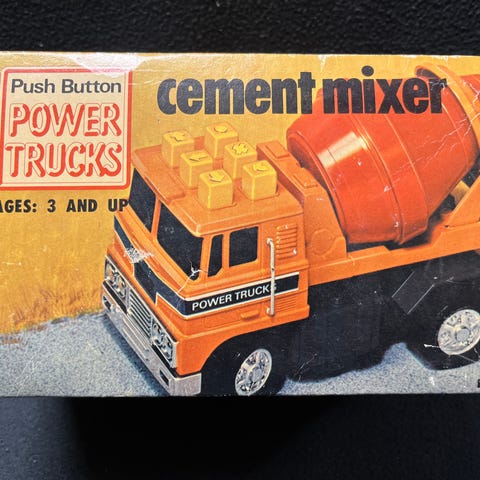 Push Button
POWER
TRUCKS
AGES: 3 AND UP
cement mixer
POWER TRUCKS